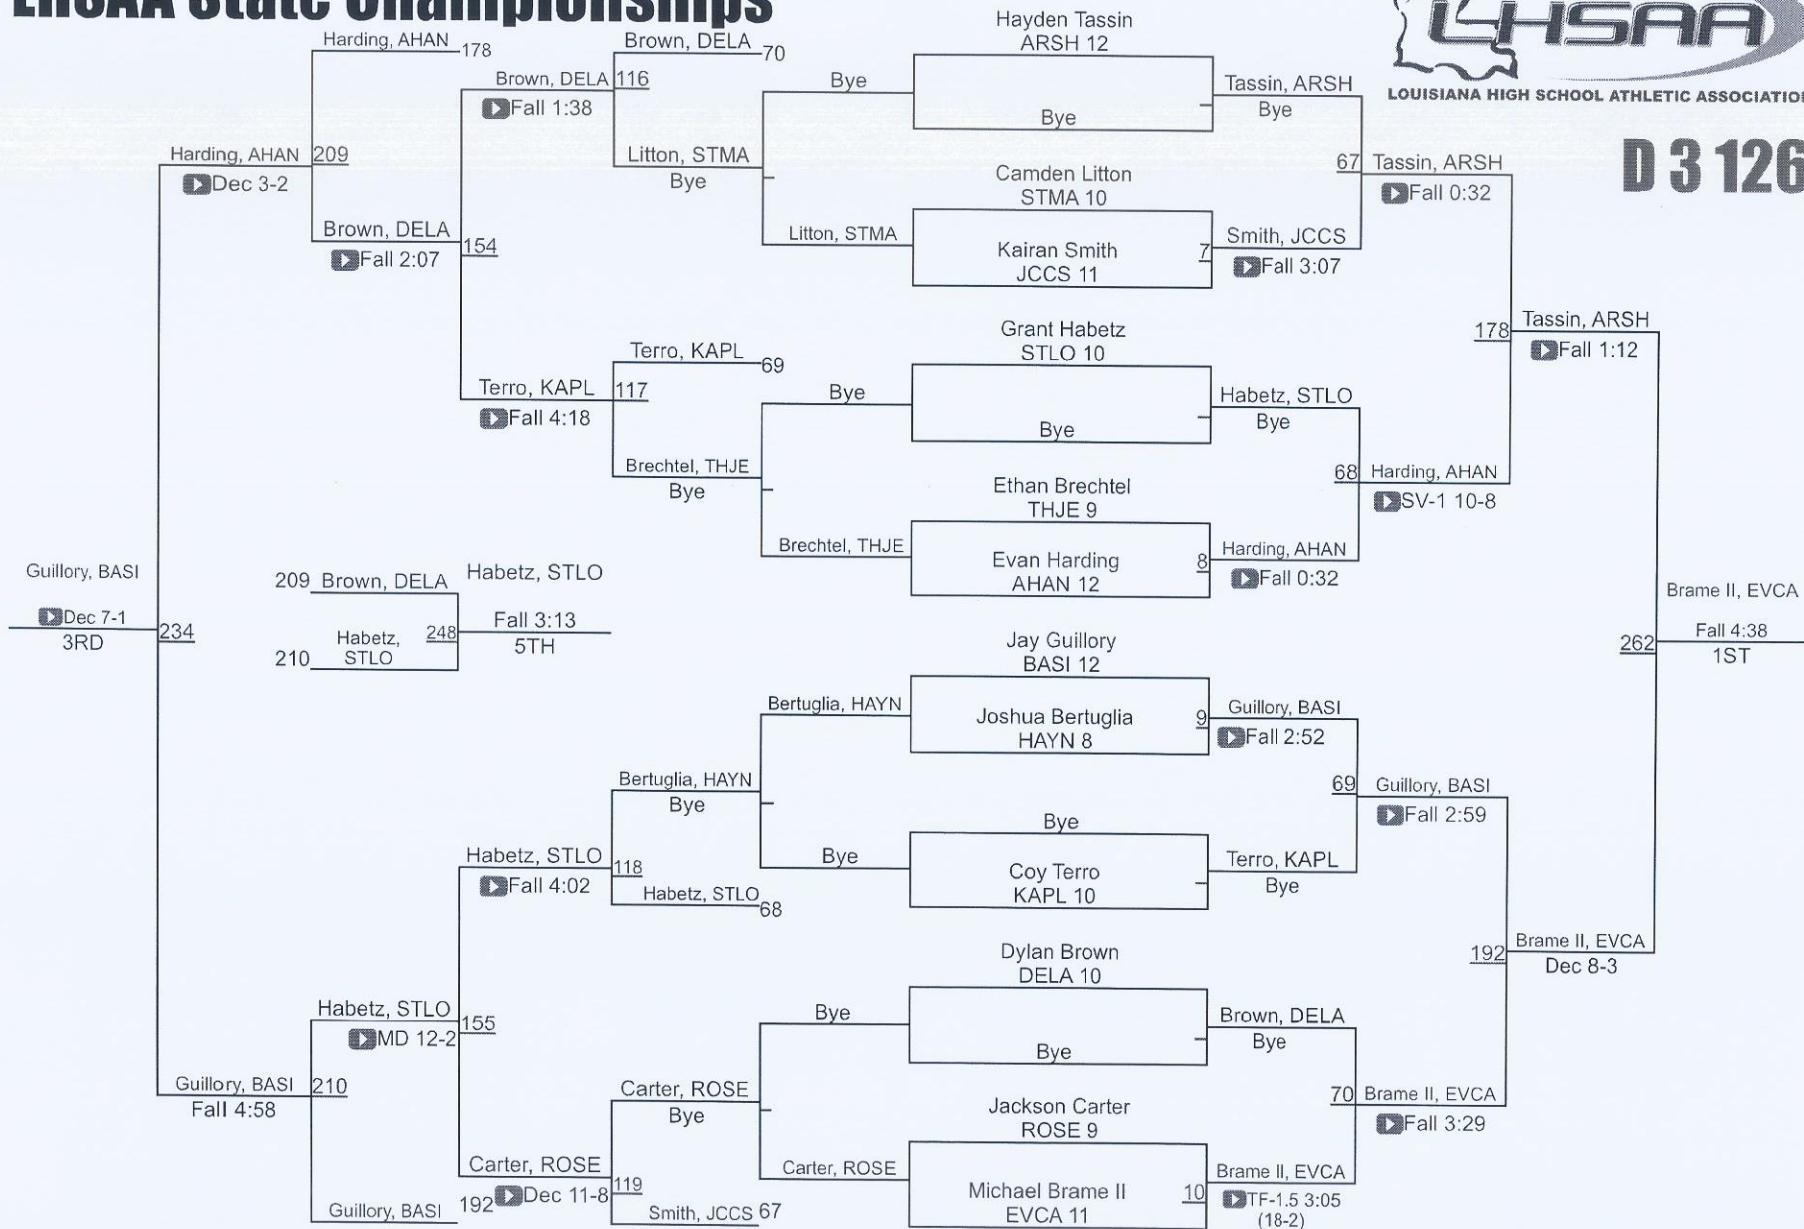 LHSAA State Championships
LHSAA
LOUISIANA HIGH SCHOOL ATHLETIC ASSOCIATION
D 3 126
Harding, AHAN 178
Harding, AHAN 209
Dec 3-2
Brown, DELA 154
Fall 2:07
Brown, DELA 70
Brown, DELA 116
Fall 1:38
Litton, STMA
Bye
Terro, KAPL 69
Terro, KAPL 117
Fall 4:18
Brechtel, THJE
Bye
Bye
Litton, STMA
Bye
Brechtel, THJE
Guillory, BASI
Dec 7-1
3RD
234
209 Brown, DELA
210 Habetz,
STLO
248
Habetz, STLO
Fall 3:13
5TH
Bertuglia, HAYN
Bertuglia, HAYN
Bye
Bye
Habetz, STLO 118
Fall 4:02
Habetz, STLO 68
Habetz, STLO 155
MD 12-2
Guillory, BASI 210
Fall 4:58
Guillory, BASI 192
Bye
Carter, ROSE
Bye
Carter, ROSE
Carter, ROSE 119
Dec 11-8
Smith, JCCS 67
Hayden Tassin
ARSH 12
Bye
Camden Litton
STMA 10
Kairan Smith 7
JCCS 11
Grant Habetz
STLO 10
Bye
Ethan Brechtel
THJE 9
Evan Harding 8
AHAN 12
Jay Guillory
BASI 12
Joshua Bertuglia 9
HAYN 8
Bye
Coy Terro
KAPL 10
Dylan Brown
DELA 10
Bye
Jackson Carter
ROSE 9
Michael Brame II 10
EVCA 11
Tassin, ARSH
Bye
67 Tassin, ARSH
Fall 0:32
Smith, JCCS
Fall 3:07
178 Tassin, ARSH
Fall 1:12
Habetz, STLO
Bye
68 Harding, AHAN
SV-1 10-8
Harding, AHAN
Fall 0:32
Brame II, EVCA
262 Fall 4:38
1ST
Guillory, BASI
Fall 2:52
69 Guillory, BASI
Fall 2:59
Terro, KAPL
Bye
192 Brame II, EVCA
Dec 8-3
Brown, DELA
Bye
70 Brame II, EVCA
Fall 3:29
Brame II, EVCA
TF-1.5 3:05
(18-2)